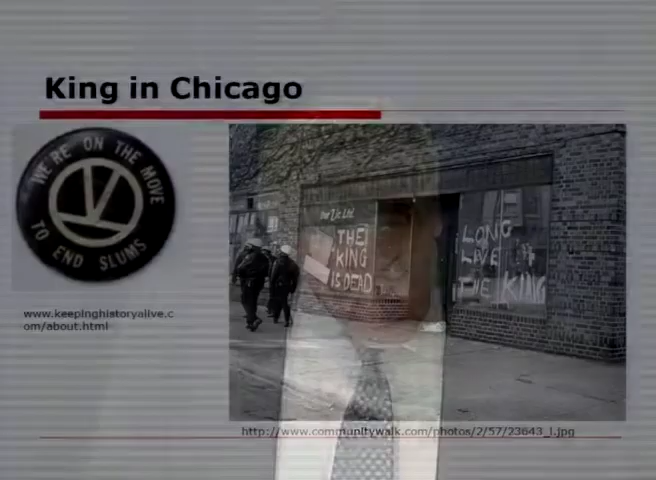 King in Chicago
WE'RE ON THE MOVE
TO END SLUMS
THE
KING
IS DEAD
LONG
LIVE
THE KING
www.keepinghistoryalive.c
om/about.html
http://www.communitywalk.com/photos/2/57/23643_l.jpg